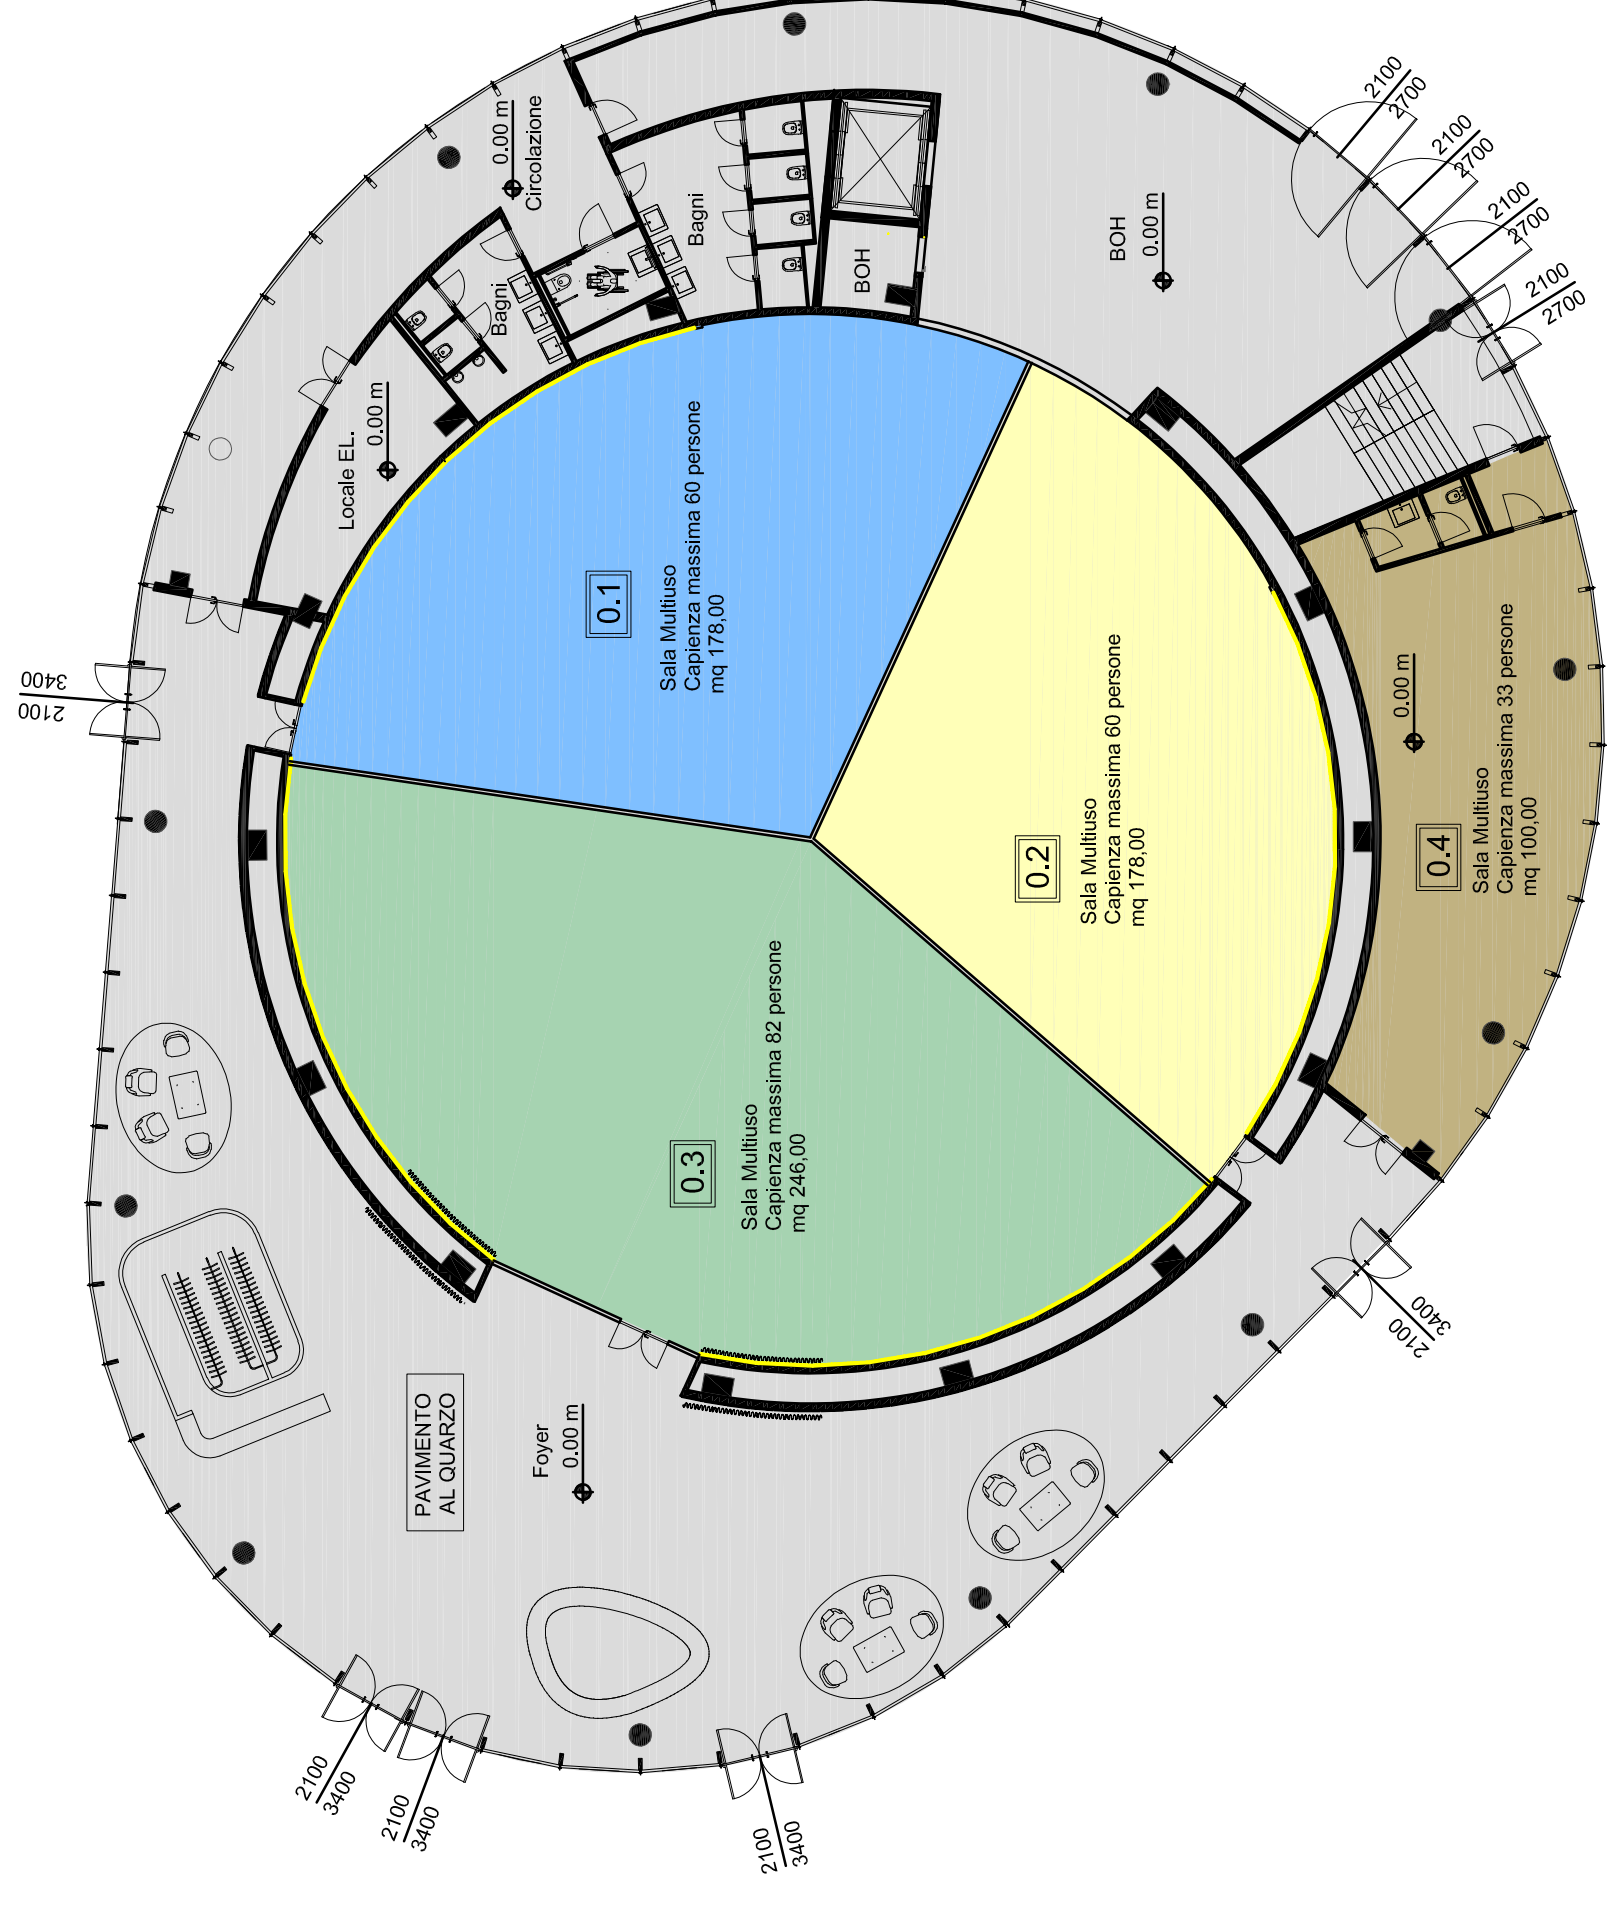 2100
2700
2100
2700
2100
2700
2100
2700
0.00 m
Circolazione
Bagni
Bagni
BOH
BOH
0.00 m
Locale EL.
0.00 m
3400
2100
0.1
Sala Multiuso
Capienza massima 60 persone
mq 178,00
0.2
Sala Multiuso
Capienza massima 60 persone
mq 178,00
0.3
Sala Multiuso
Capienza massima 82 persone
mq 246,00
0.00 m
0.4
Sala Multiuso
Capienza massima 33 persone
mq 100,00
PAVIMENTO
AL QUARZO
Foyer
0.00 m
3400
2100
2100
3400
2100
3400
2100
3400